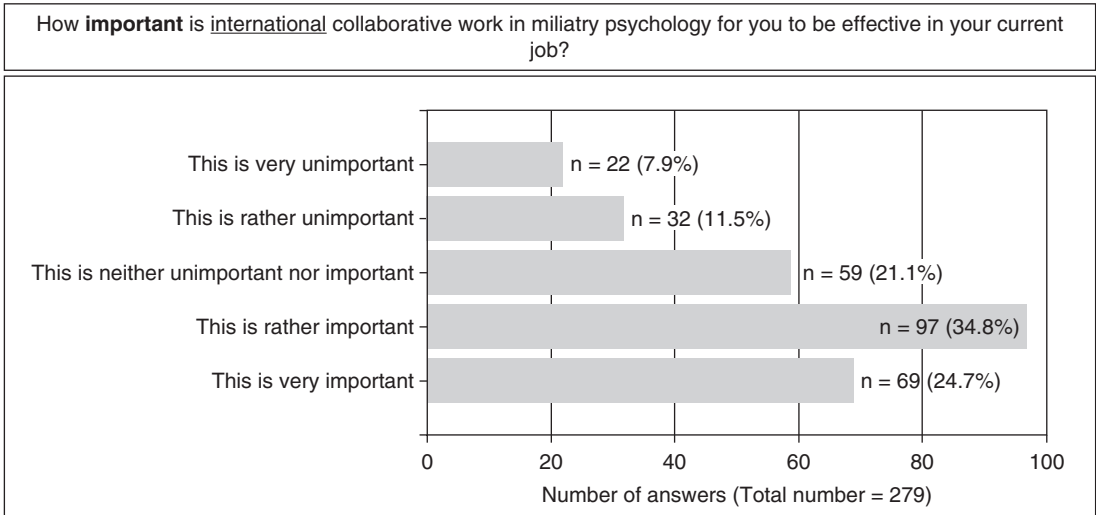 How important is international collaborative work in miliatry psychology for you to be effective in your current
job?
This is very unimportant
n = 22 (7.9%)
This is rather unimportant
n = 32 (11.5%)
This is neither unimportant nor important
n = 59 (21.1%)
This is rather important
n = 97 (34.8%)
This is very important
n = 69 (24.7%)
0 20 40 60 80 100
Number of answers (Total number = 279)